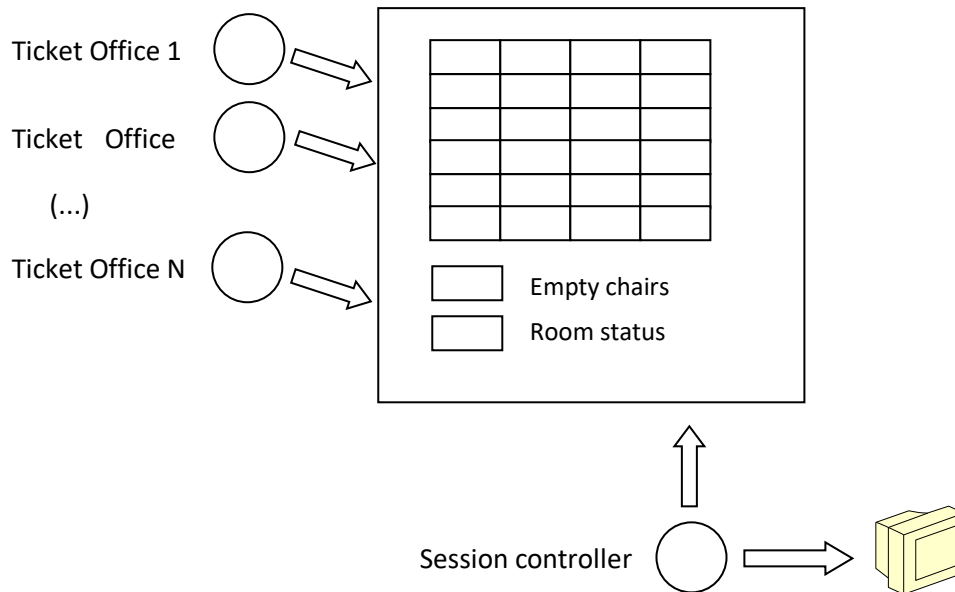 Ticket Office 1
Ticket Office
(...)
Ticket Office N
Empty chairs
Room status
Session controller